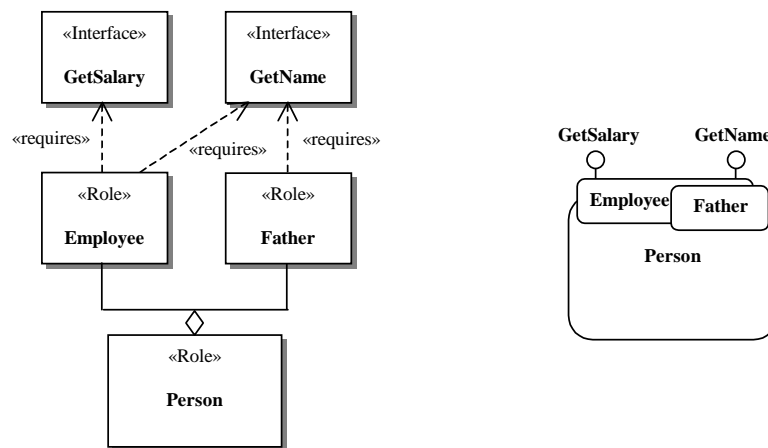 «Interface»
GetSalary
«Interface»
GetName
«requires»
«requires»
«requires»
«Role»
Employee
«Role»
Father
«Role»
Person
GetSalary
GetName
Employee
Father
Person